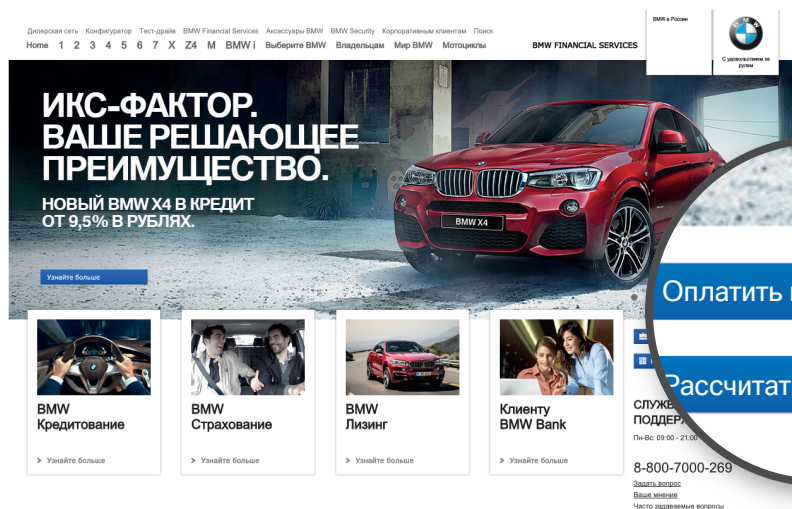 Дилерская сеть Конфигуратор Тест-драйв BMW Financial Services Аксессуары BMW BMW Security Корпоративным клиентам Поиск
Home 1 2 3 4 5 6 7 X Z4 M BMW i Выберите BMW Владельцам Мир BMW Мотоциклы
BMW FINANCIAL SERVICES
BMW в России
BMW
С удовольствием за
рулем
ИКС-ФАКТОР.
ВАШЕ РЕШАЮЩЕЕ
ПРЕИМУЩЕСТВО.
НОВЫЙ BMW X4 В КРЕДИТ
ОТ 9,5% В РУБЛЯХ.
BMW X4
Узнайте больше
Оплатить
Рассчитат
BMW
Кредитование
Узнайте больше
BMW
Страхование
Узнайте больше
BMW
Лизинг
Узнайте больше
Клиенту
BMW Bank
Узнайте больше
СЛУЖБ
ПОДДЕР
Пн-Вс: 09:00 - 21:00
8-800-7000-269
Задать вопрос
Ваше мнение
Часто задаваемые вопросы